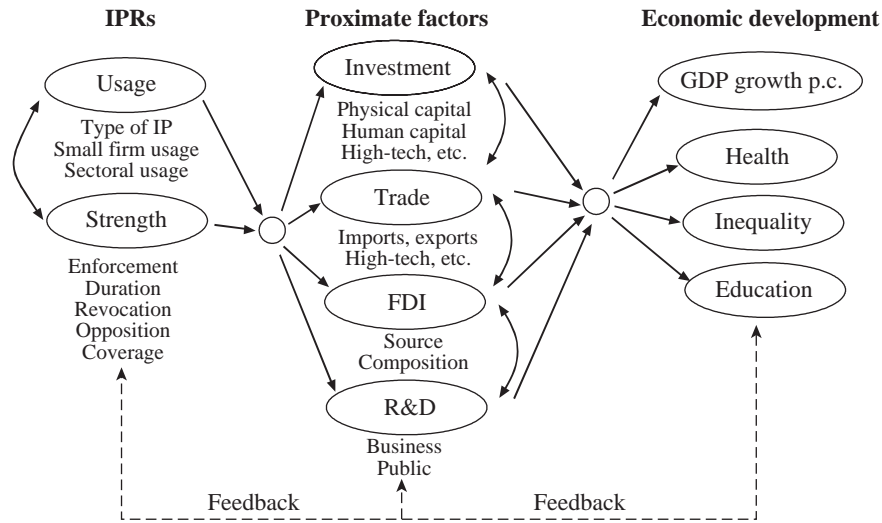 IPRs
Proximate factors
Economic development
Usage
Type of IP
Small firm usage
Sectoral usage
Strength
Enforcement
Duration
Revocation
Opposition
Coverage
Investment
Physical capital
Human capital
High-tech, etc.
Trade
Imports, exports
High-tech, etc.
FDI
Source
Composition
R&D
Business
Public
GDP growth p.c.
Health
Inequality
Education
Feedback
Feedback